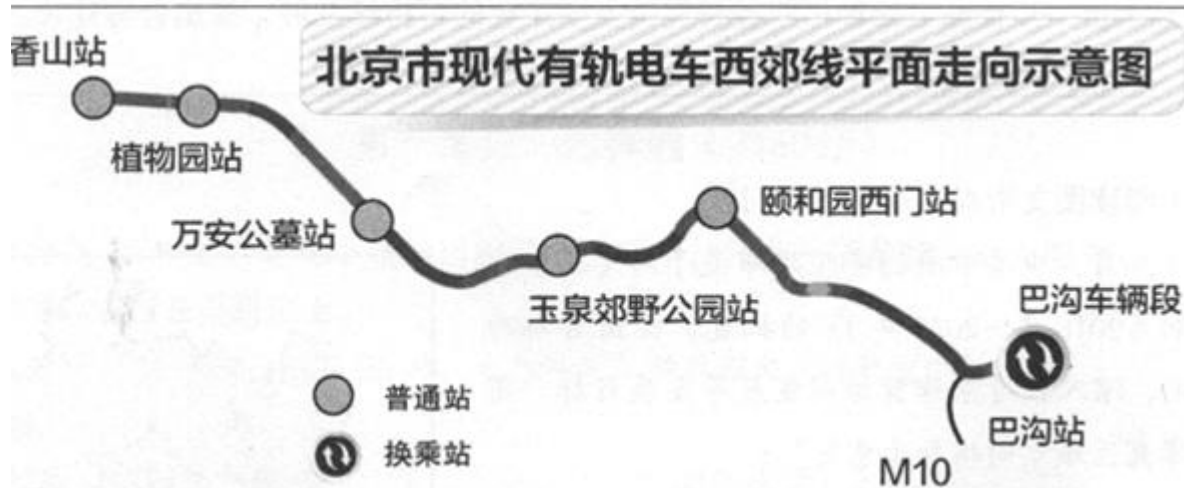 北京市现代有轨电车西郊线平面走向示意图
香山站
植物园站
万安公墓站
玉泉郊野公园站
颐和园西门站
巴沟车辆段
巴沟站
M10
普通站
换乘站